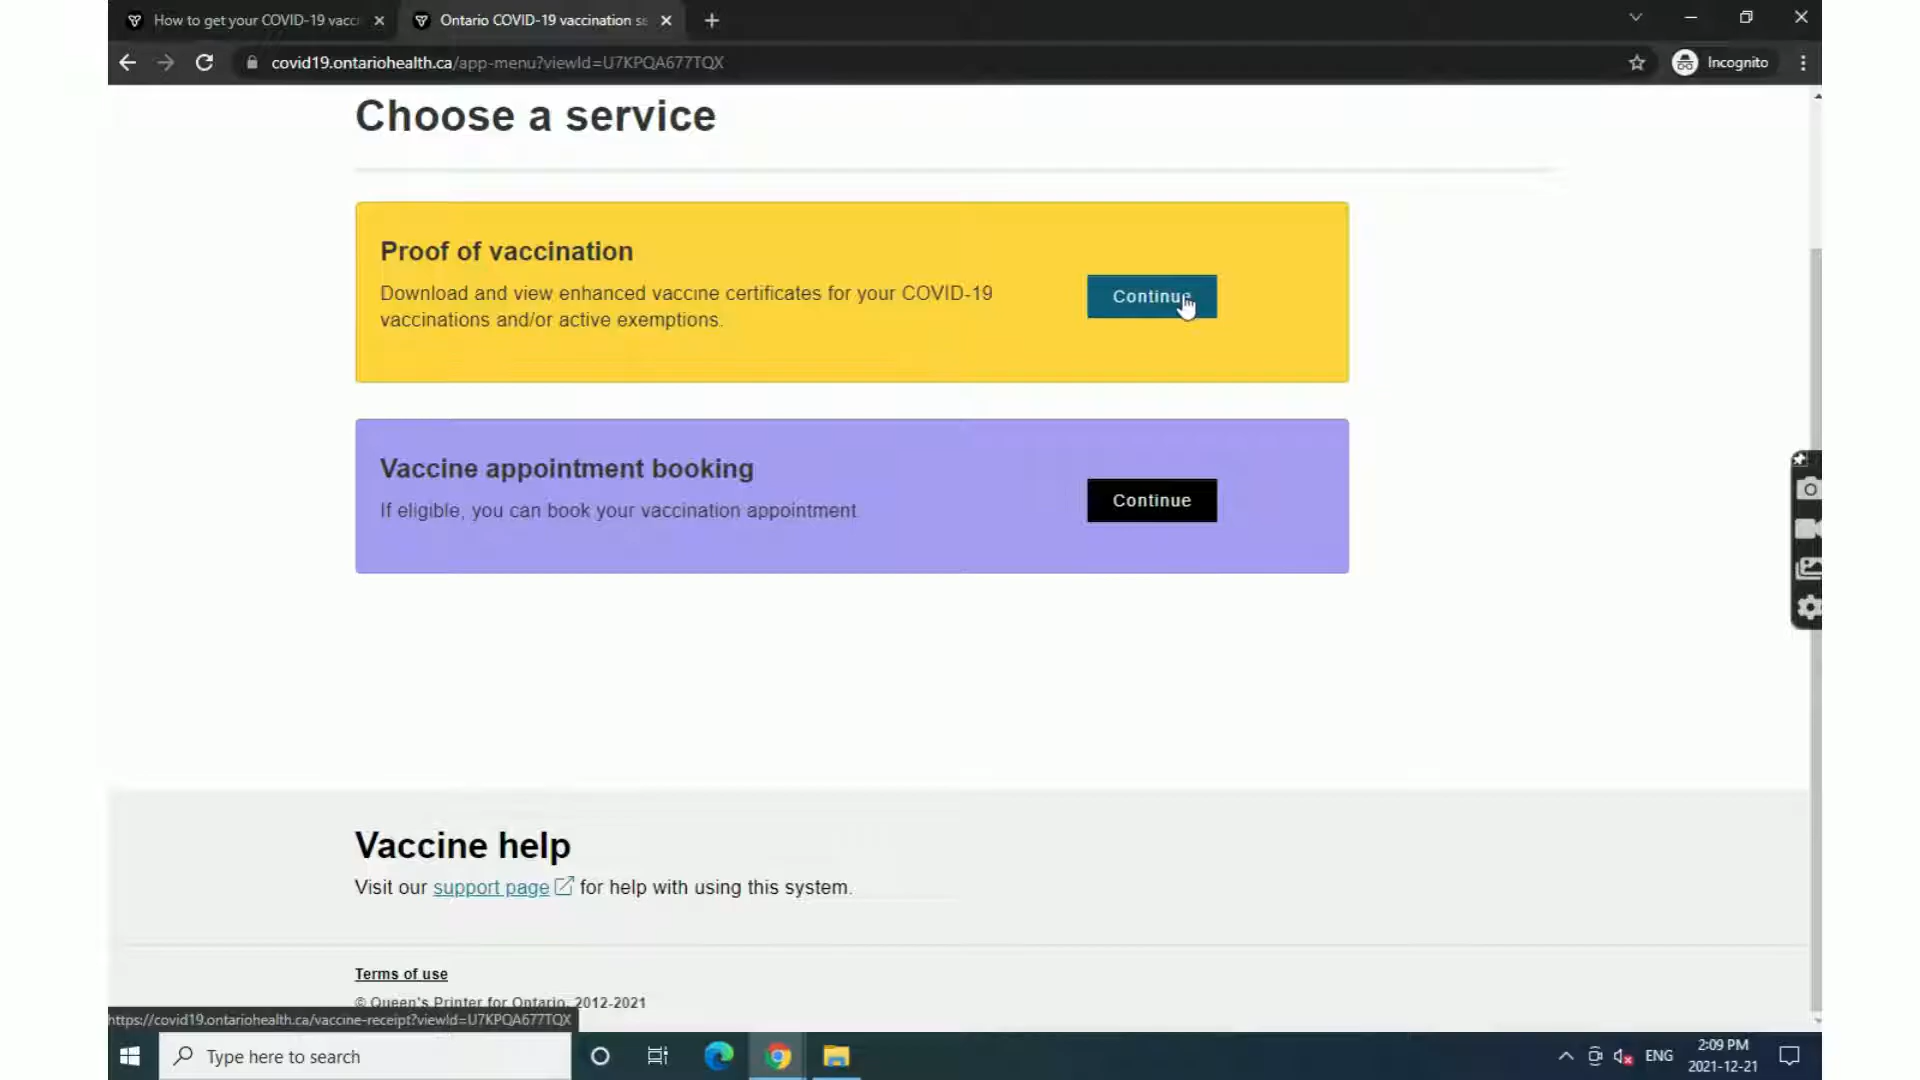 How to get your COVID-19 vacc
Ontario COVID-19 vaccination se
covid19.ontariohealth.ca/app-menu?viewId=U7KPQA677TQX
Incognito
Choose a service
Proof of vaccination
Download and view enhanced vaccine certificates for your COVID-19
vaccinations and/or active exemptions.
Continue
Vaccine appointment booking
If eligible, you can book your vaccination appointment
Continue
Vaccine help
Visit our support page for help with using this system.
Terms of use
© Queen's Printer for Ontario, 2012-2021
https://covid19.ontariohealth.ca/vaccine-receipt?viewId=U7KPQA677TQX
Type here to search
ENG
2:09 PM
2021-12-21